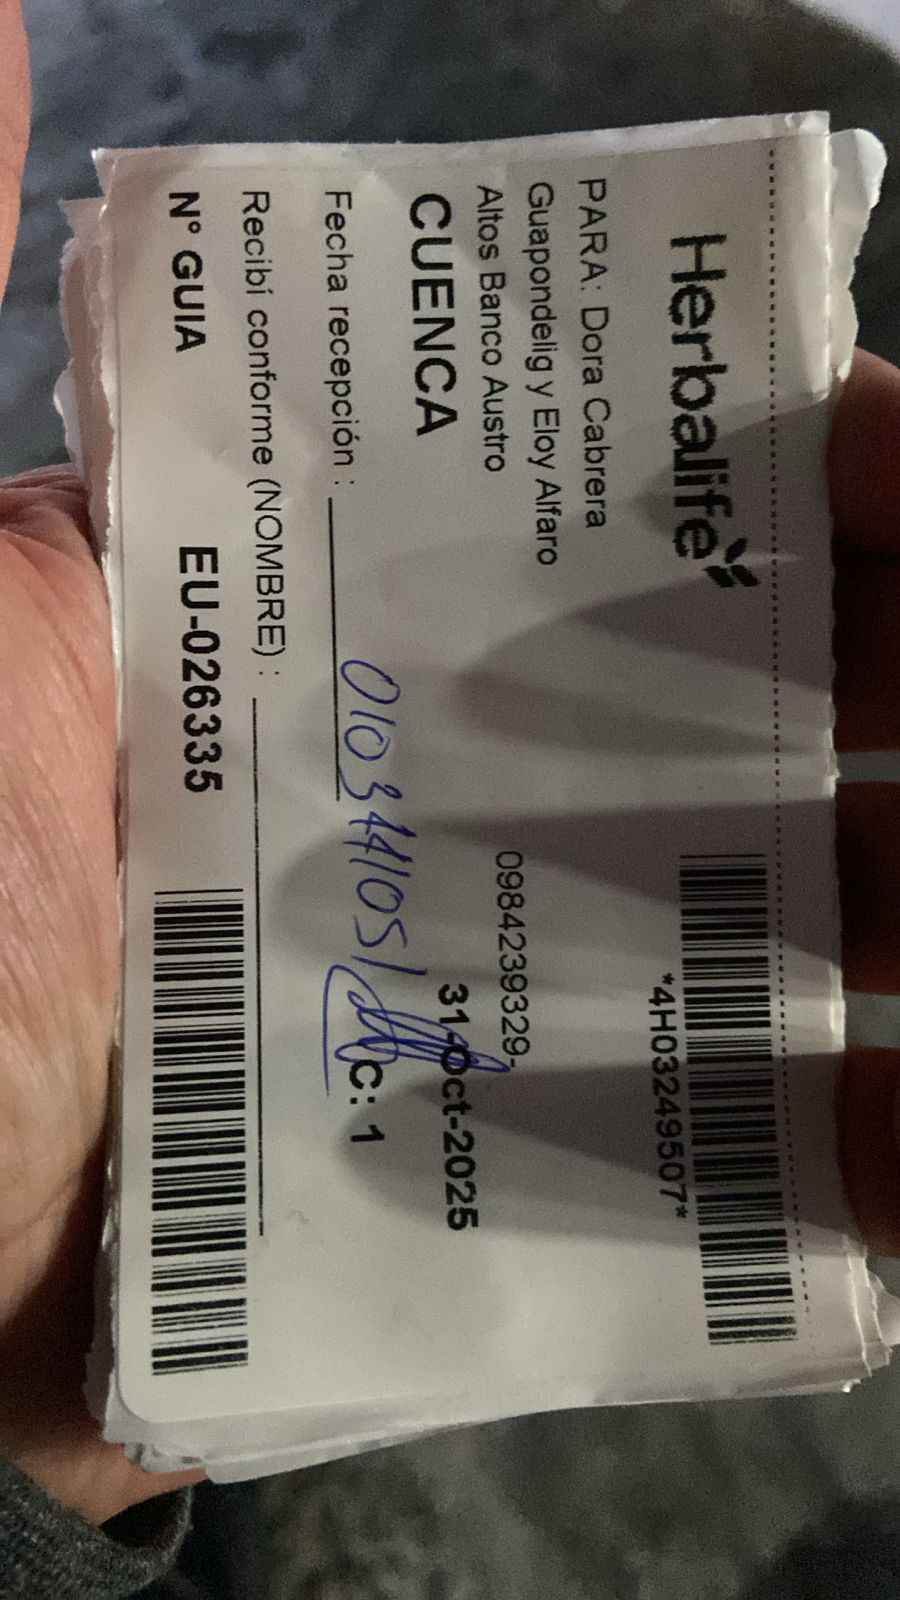 Herbalife
*4H03249507*
PARA: Dora Cabrera
Guapondelig y Eloy Alfaro
Altos Banco Austro
0984239329-
CUENCA
31-Oct-2025
Fecha recepción :
0103441051
C: 1
Recibí conforme (NOMBRE) :
N° GUIA EU-026335